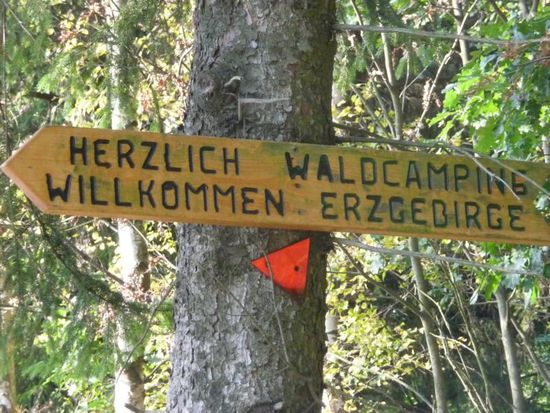 HERZLICH WALDCAMPING
WILLKOMMEN ERZGEBIRGE